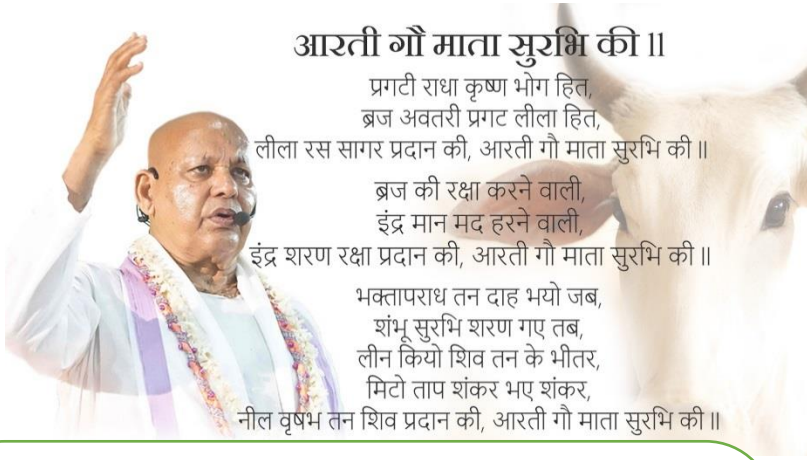 आरती गौ माता सुरभि की ॥
प्रगटी राधा कृष्ण भोग हित,
ब्रज अवतरी प्रगट लीला हित,
लीला रस सागर प्रदान की, आरती गौ माता सुरभि की ॥
ब्रज की रक्षा करने वाली,
इंद्र मान मद हरने वाली,
इंद्र शरण रक्षा प्रदान की, आरती गौ माता सुरभि की ॥
भक्तापराध तन दाह भयो जब,
शंभू सुरभि शरण गए तब,
लीन कियो शिव तन के भीतर,
मिटो ताप शंकर भए शंकर,
नील वृषभ तन शिव प्रदान की, आरती गौ माता सुरभि की ॥